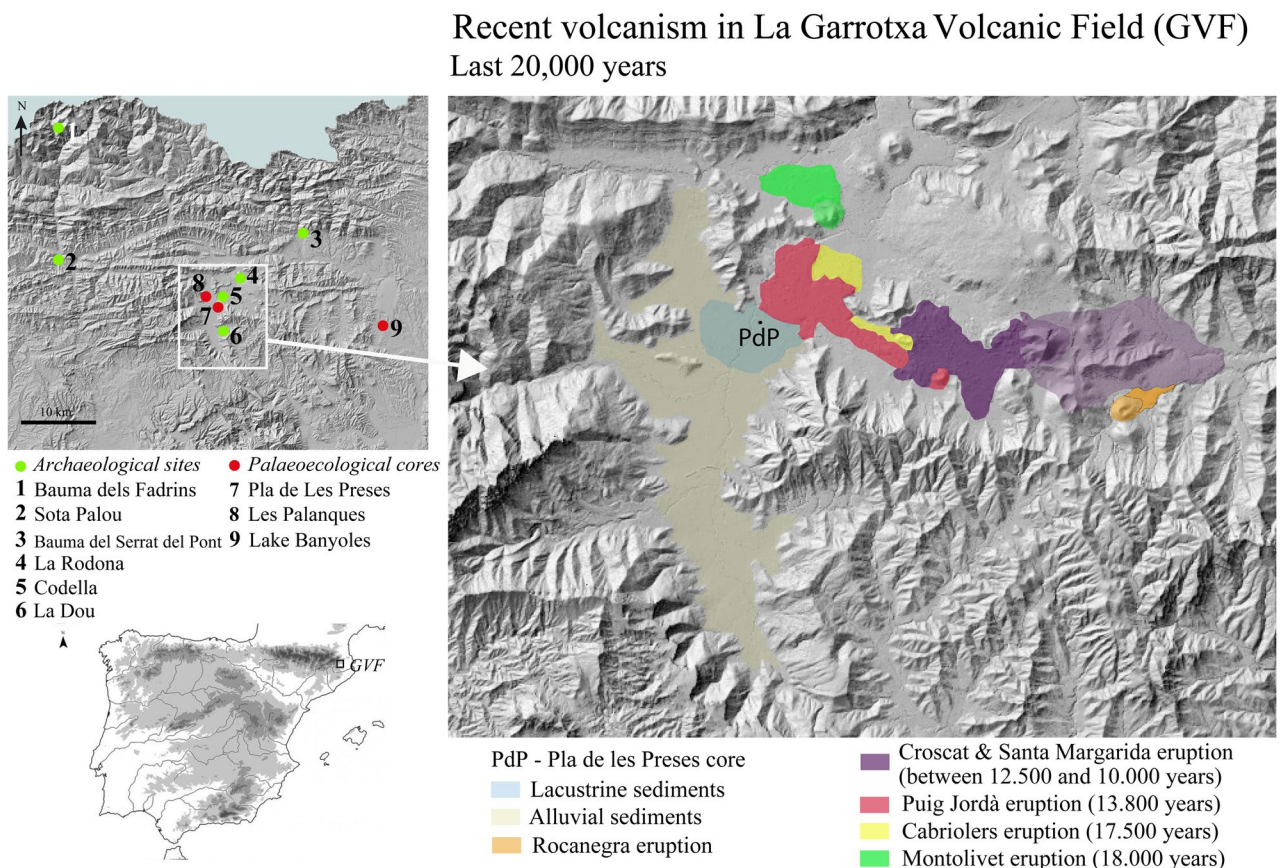 Recent volcanism in La Garrotxa Volcanic Field (GVF)
Last 20,000 years
N
1
2
3
4
5
6
7
8
9
10 km
Archaeological sites
1 Bauma dels Fadrins
2 Sota Palou
3 Bauma del Serrat del Pont
4 La Rodona
5 Codella
6 La Dou
Palaeoecological cores
7 Pla de Les Preses
8 Les Palanques
9 Lake Banyoles
GVF
PdP
PdP - Pla de les Preses core
Lacustrine sediments
Alluvial sediments
Rocanegra eruption
Croscat & Santa Margarida eruption
(between 12.500 and 10.000 years)
Puig Jordà eruption (13.800 years)
Cabriolers eruption (17.500 years)
Montolivet eruption (18.000 years)